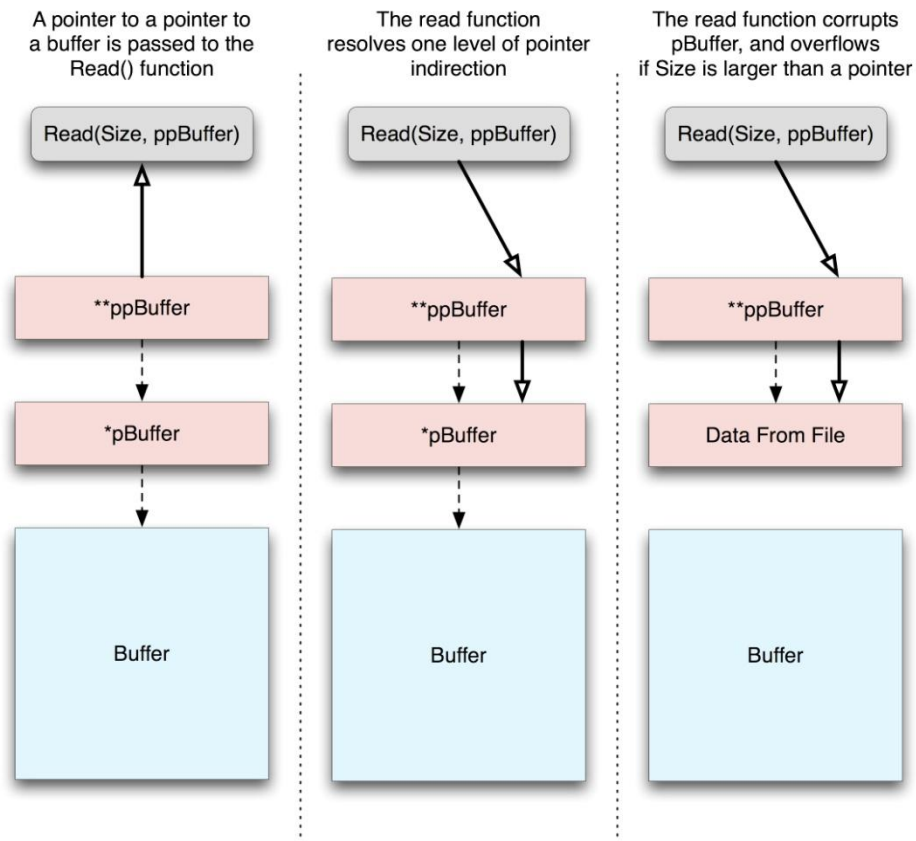 A pointer to a pointer to
a buffer is passed to the
Read() function
Read(Size, ppBuffer)
**ppBuffer
*pBuffer
Buffer
The read function
resolves one level of pointer
indirection
Read(Size, ppBuffer)
**ppBuffer
*pBuffer
Buffer
The read function corrupts
pBuffer, and overflows
if Size is larger than a pointer
Read(Size, ppBuffer)
**ppBuffer
Data From File
Buffer